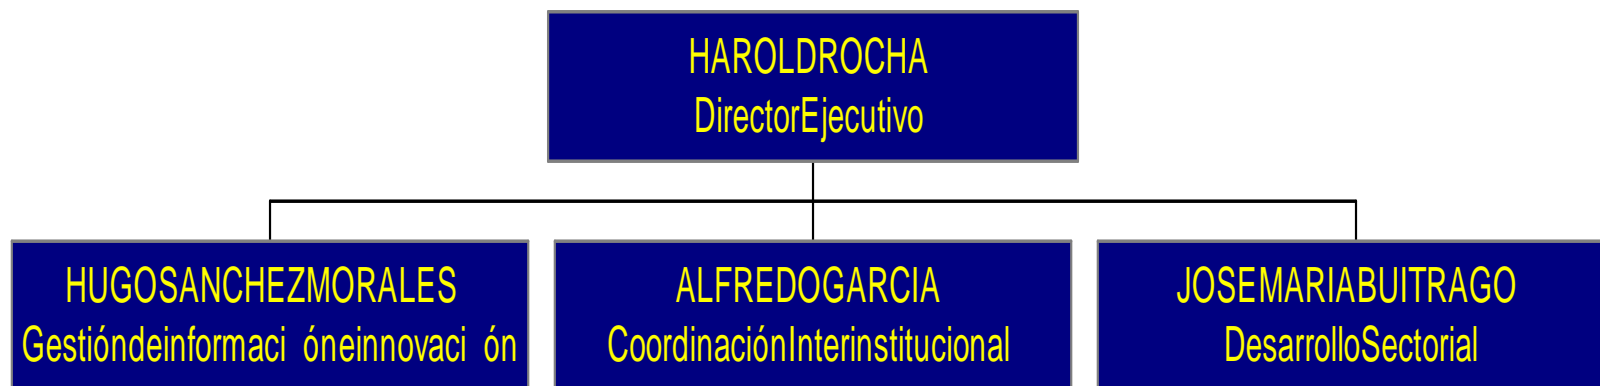 HAROLDROCHA
DirectorEjecutivo
HUGOSANCHEZMORALES
Gestióndeinformaci óneinnovaci ón
ALFREDOGARCIA
CoordinaciónInterinstitucional
JOSEMARIABUITRAGO
DesarrolloSectorial